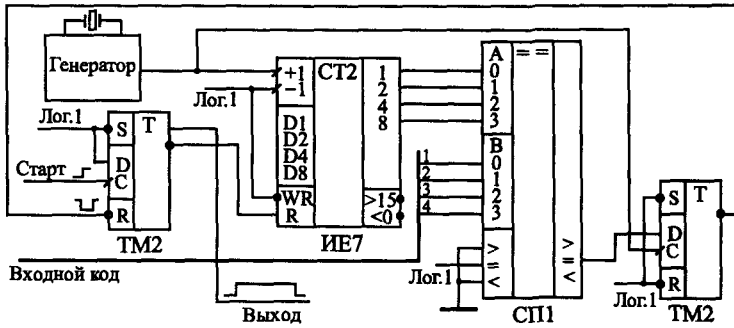 Генератор
Лог.1
S T
D
C
R
Старт
ТМ2
+1 СТ2 1
−1 2
4
8
D1
D2
D4
D8
WR >15
R <0
ИЕ7
Лог.1
A ==
0
1
2
3
B
0
1
2
3
1
2
3
4
> >
= =
< <
Лог.1
СП1
S T
D
C
R
Лог.1
ТМ2
Входной код
Выход